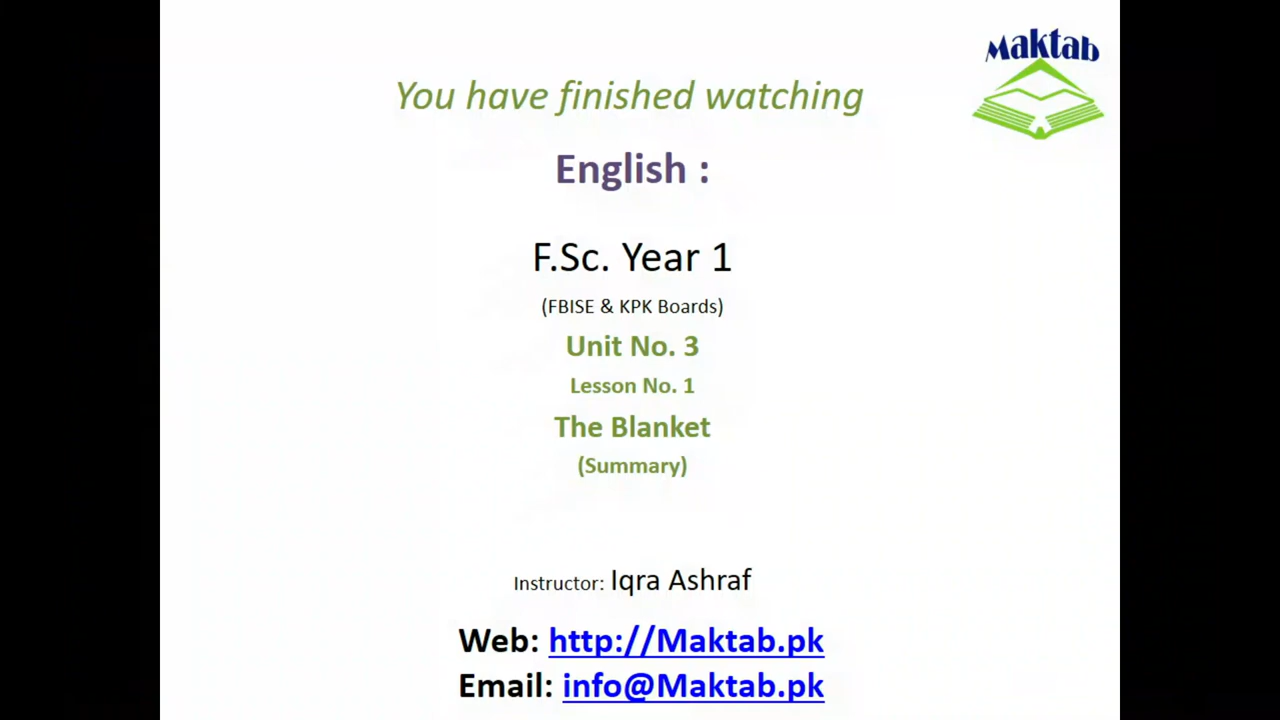 Maktab
You have finished watching
English :
F.Sc. Year 1
(FBISE & KPK Boards)
Unit No. 3
Lesson No. 1
The Blanket
(Summary)
Instructor: Iqra Ashraf
Web: http://Maktab.pk
Email: info@Maktab.pk